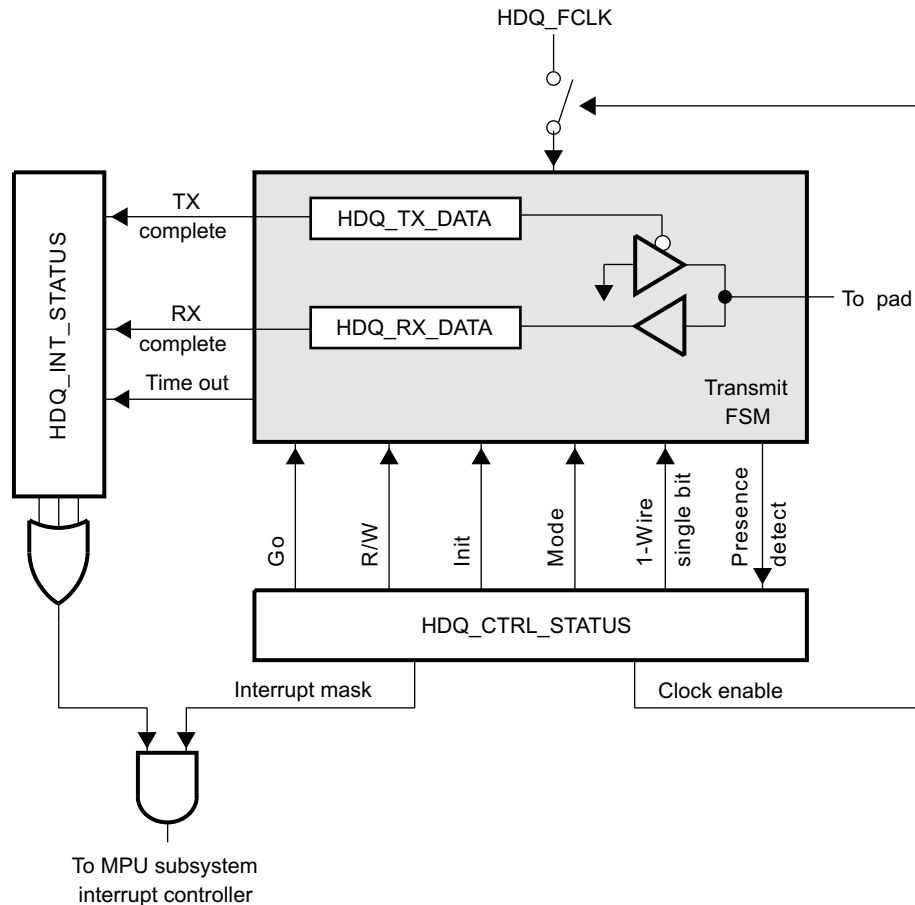 HDQ_FCLK
TX
complete
HDQ_TX_DATA
HDQ_INT_STATUS
To pad
RX
complete
HDQ_RX_DATA
Time out
Transmit
FSM
Go
R/W
Init
Mode
1-Wire
single bit
Presence
detect
HDQ_CTRL_STATUS
Interrupt mask
Clock enable
To MPU subsystem
interrupt controller